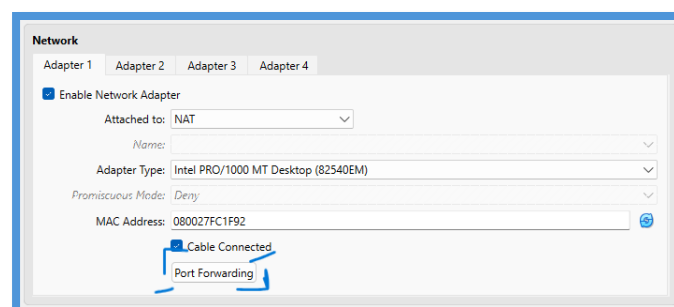 Network
Adapter 1 Adapter 2 Adapter 3 Adapter 4
Enable Network Adapter
Attached to: NAT
Name:
Adapter Type: Intel PRO/1000 MT Desktop (82540EM)
Promiscuous Mode: Deny
MAC Address: 080027FC1F92
Cable Connected
Port Forwarding